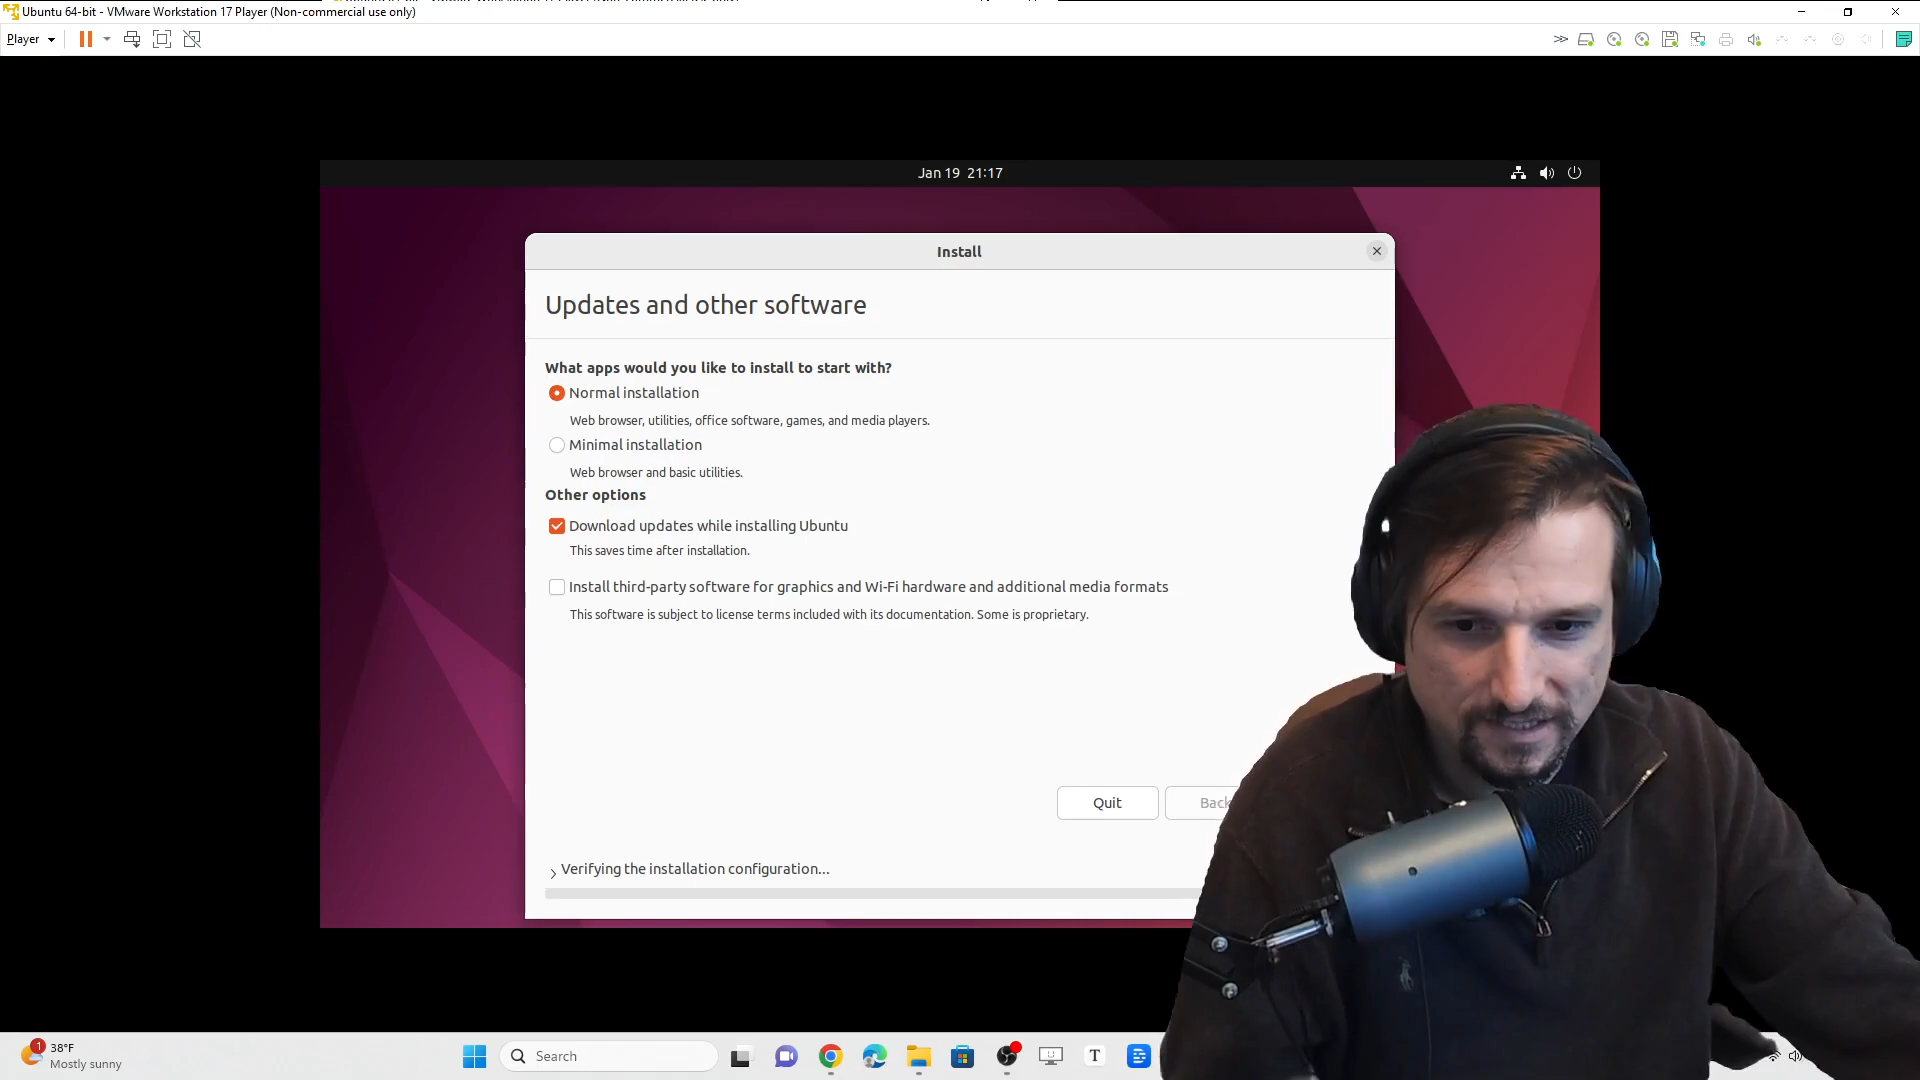 Ubuntu 64-bit - VMware Workstation 17 Player (Non-commercial use only)
Player
Jan 19 21:17
Install
Updates and other software
What apps would you like to install to start with?
Normal installation
Web browser, utilities, office software, games, and media players.
Minimal installation
Web browser and basic utilities.
Other options
Download updates while installing Ubuntu
This saves time after installation.
Install third-party software for graphics and Wi-Fi hardware and additional media formats
This software is subject to license terms included with its documentation. Some is proprietary.
Quit
Back
Verifying the installation configuration...
1
38°F
Mostly sunny
Search
T